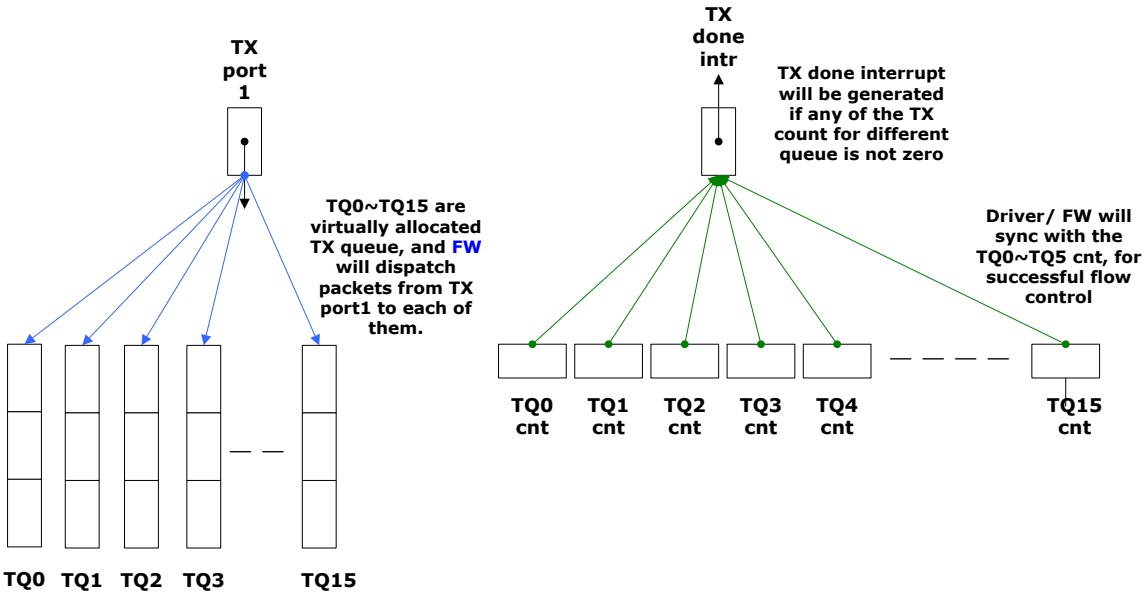 TX
port
1
TQ0~TQ15 are
virtually allocated
TX queue, and FW
will dispatch
packets from TX
port1 to each of
them.
TQ0 TQ1 TQ2 TQ3 TQ15
TX
done
intr
TX done interrupt
will be generated
if any of the TX
count for different
queue is not zero
Driver/ FW will
sync with the
TQ0~TQ5 cnt, for
successful flow
control
TQ0 TQ1 TQ2 TQ3 TQ4 TQ15
cnt cnt cnt cnt cnt cnt